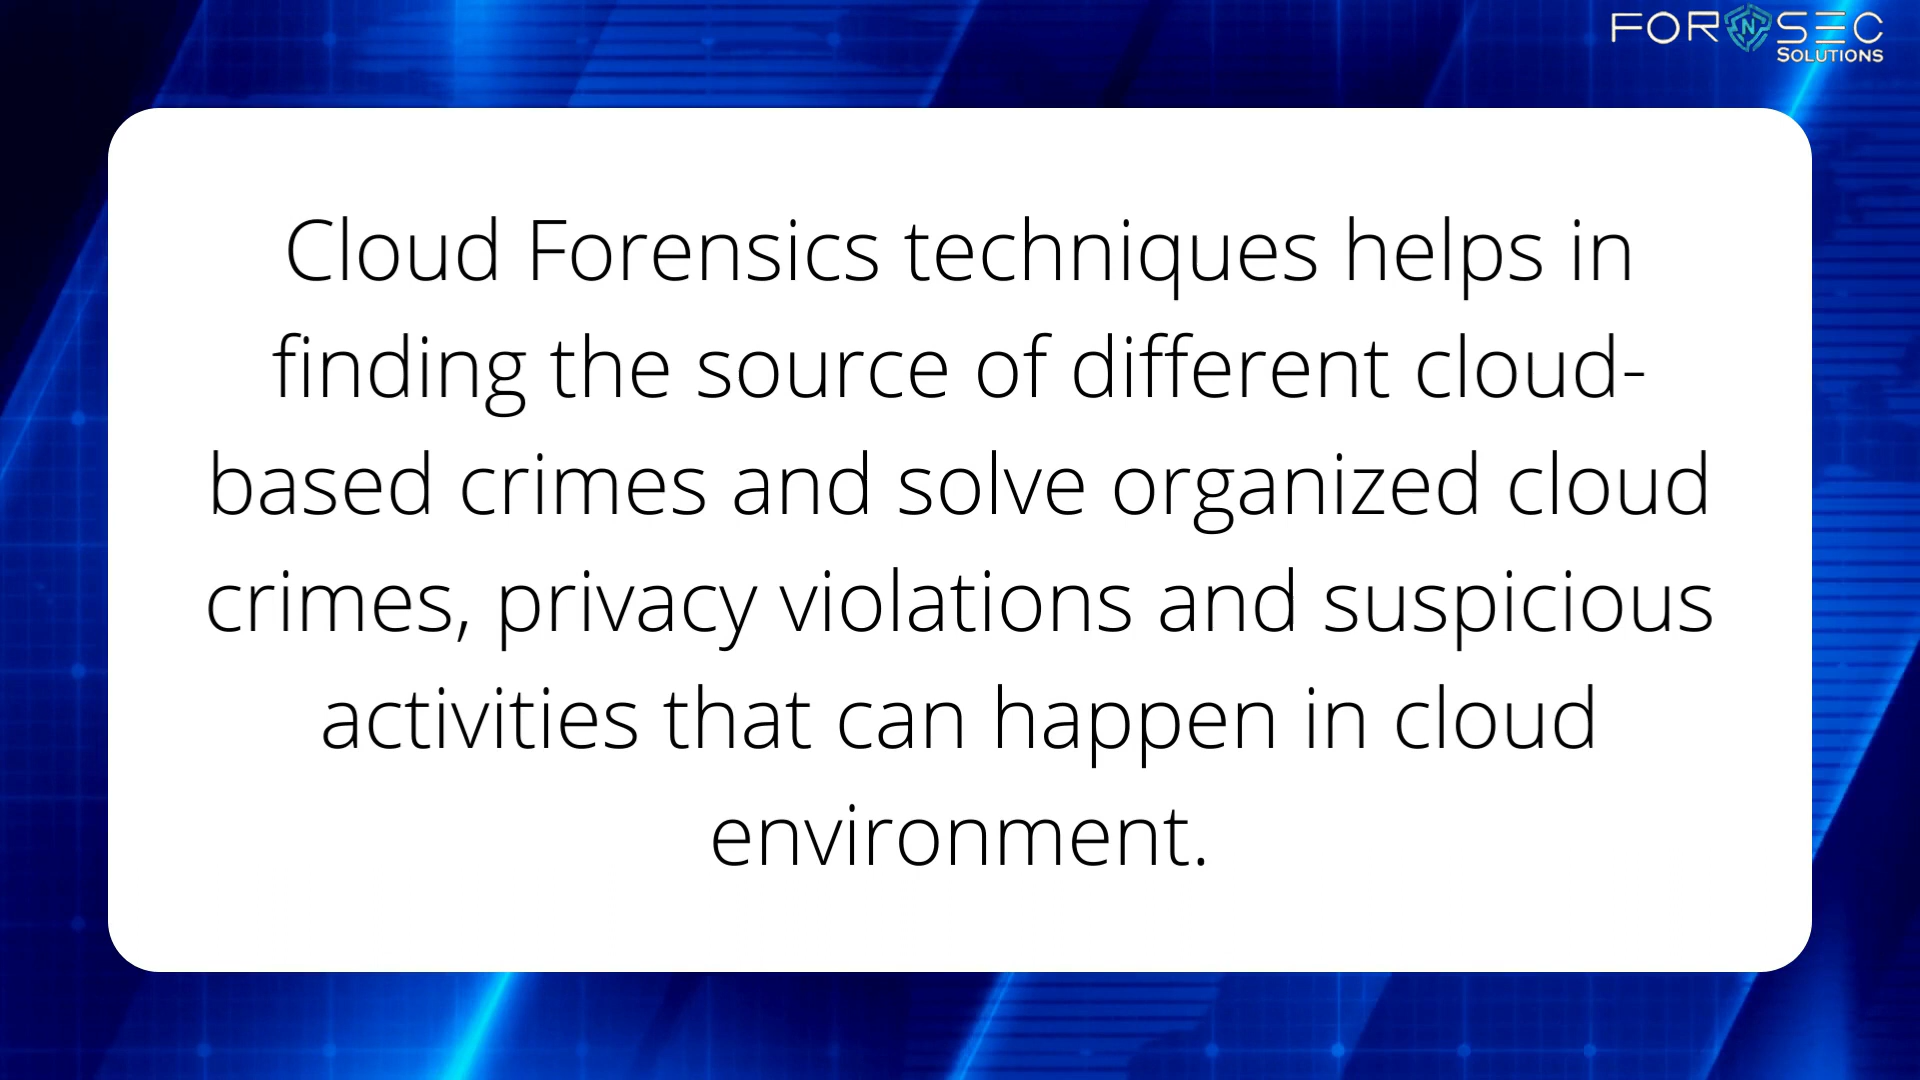 FORNSEC
SOLUTIONS
Cloud Forensics techniques helps in
finding the source of different cloud-
based crimes and solve organized cloud
crimes, privacy violations and suspicious
activities that can happen in cloud
environment.